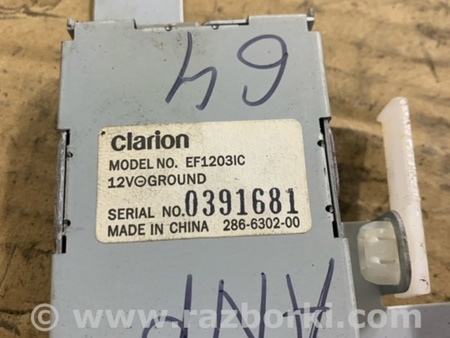 64
clarion
MODEL NO. EF1203IC
12V⊖GROUND
SERIAL NO. 0391681
MADE IN CHINA 286-6302-00
© www.razborki.com